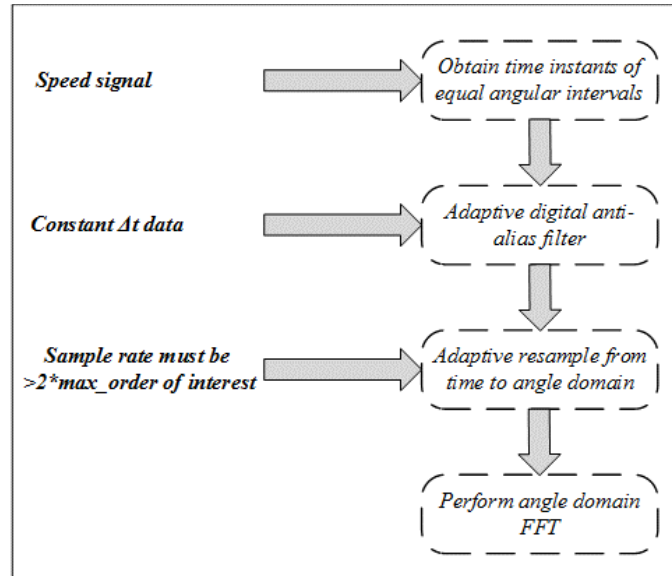 Speed signal
Obtain time instants of
equal angular intervals
Constant Δt data
Adaptive digital anti-
alias filter
Sample rate must be
>2*max_order of interest
Adaptive resample from
time to angle domain
Perform angle domain
FFT